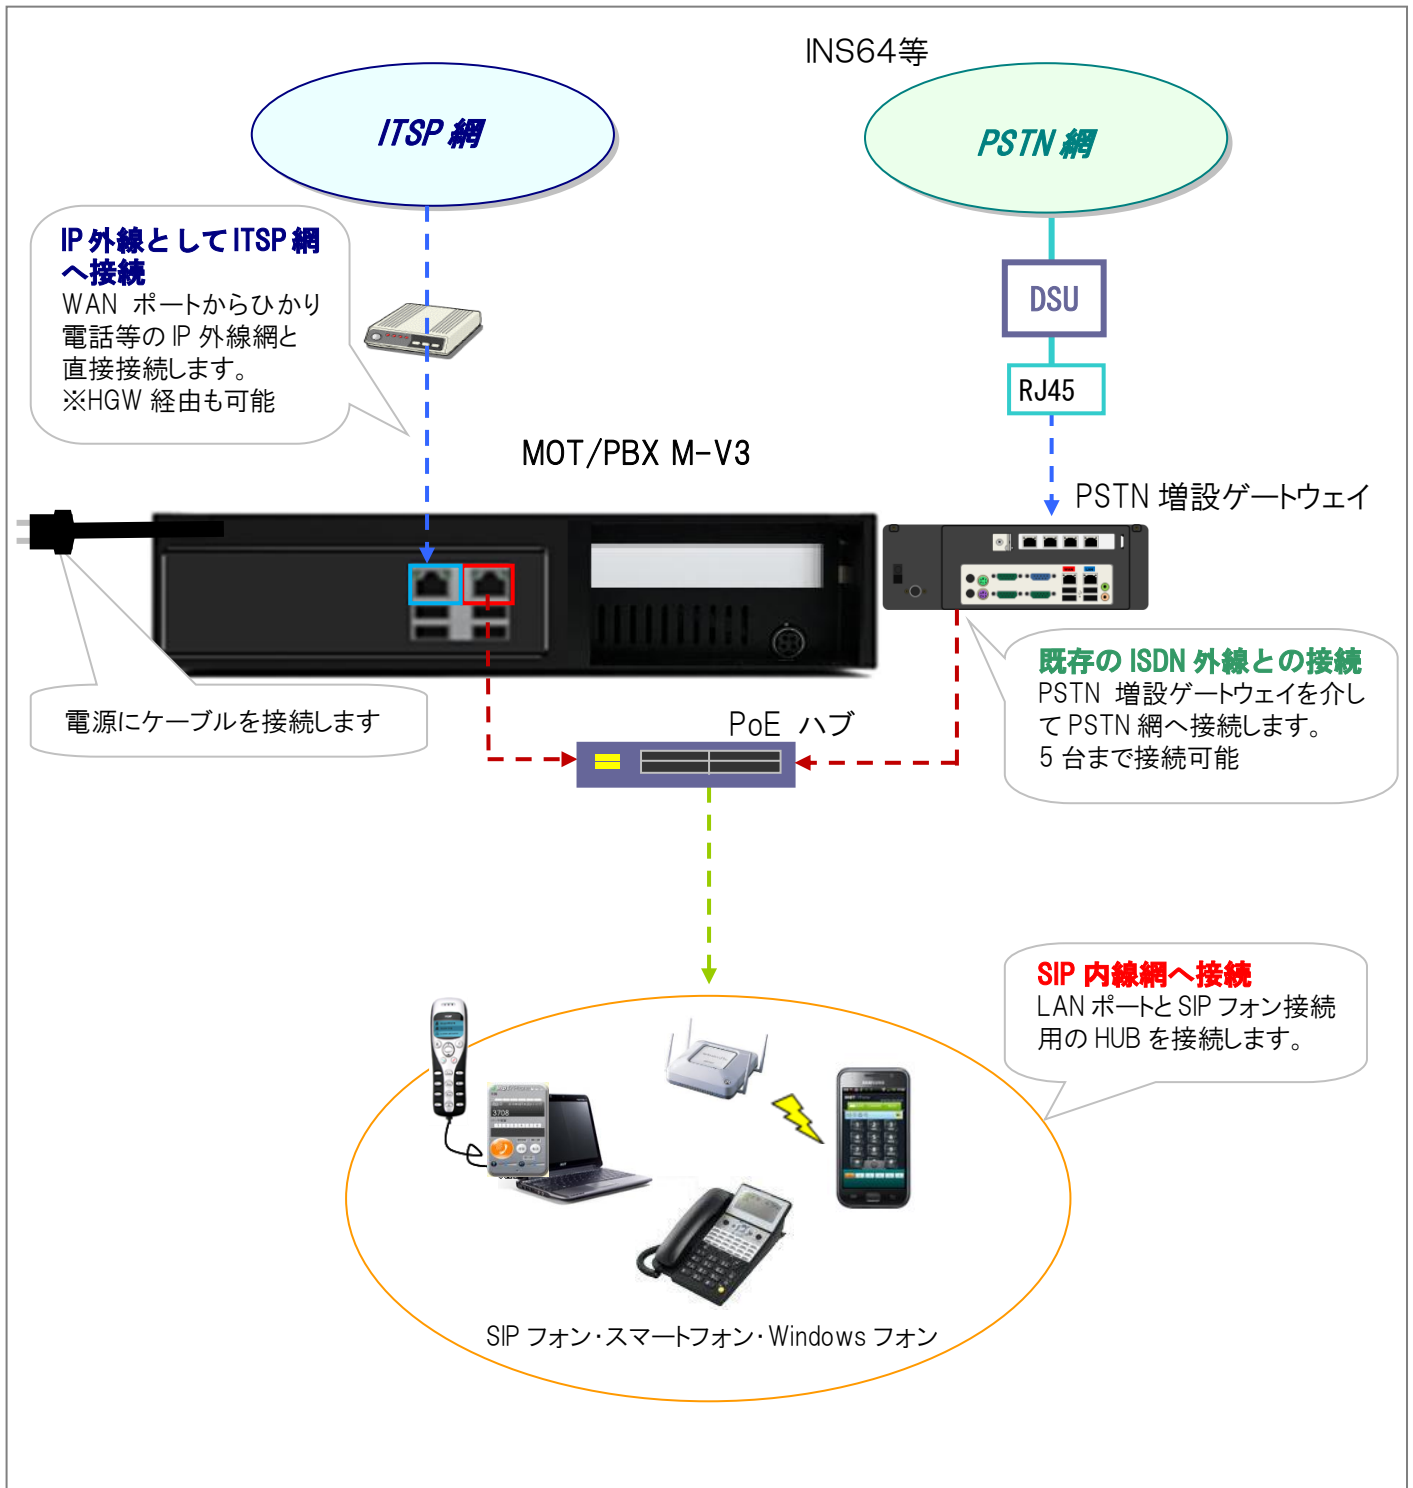 INS64等
ITSP 網
PSTN 網
IP 外線として ITSP 網
へ接続
WAN ポートからひかり
電話等の IP 外線網と
直接接続します。
※HGW 経由も可能
DSU
RJ45
MOT/PBX M-V3
PSTN 増設ゲートウェイ
電源にケーブルを接続します
既存の ISDN 外線との接続
PSTN 増設ゲートウェイを介し
て PSTN 網へ接続します。
5 台まで接続可能
PoE ハブ
SIP 内線網へ接続
LAN ポートと SIP フォン接続
用の HUB を接続します。
3708
SAMSUNG
SIP フォン・スマートフォン・Windows フォン